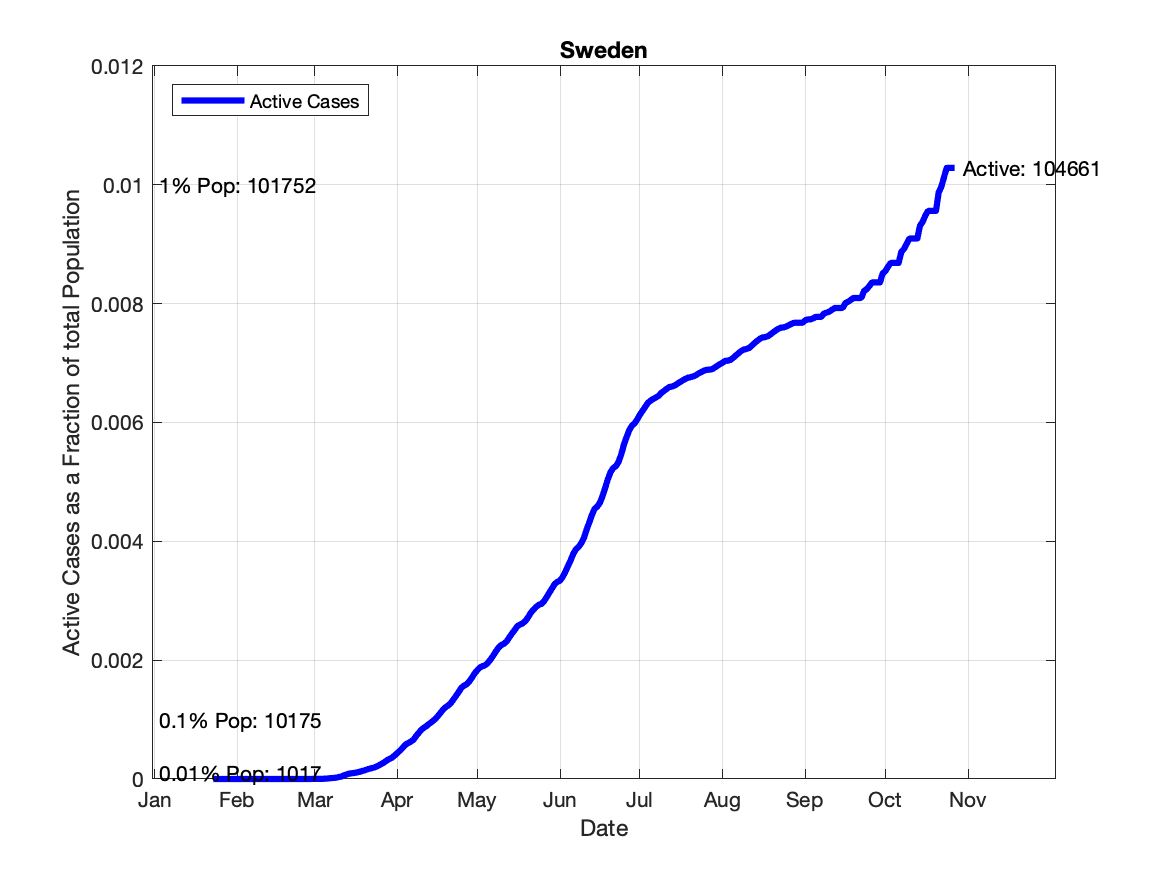 Sweden
0.012
Active Cases
Active: 104661
0.01
1% Pop: 101752
0.008
0.006
0.004
0.002
0.1% Pop: 10175
0.01% Pop: 1017
0
Active Cases as a Fraction of total Population
Jan Feb Mar Apr May Jun Jul Aug Sep Oct Nov
Date